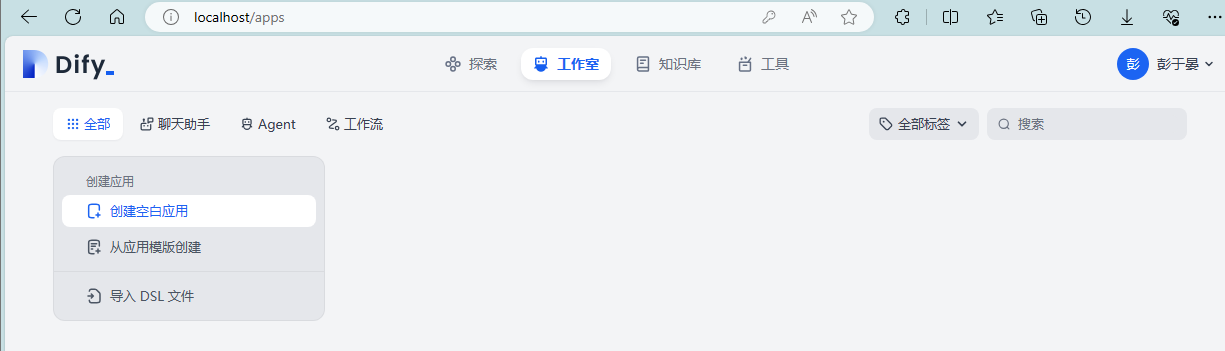 localhost/apps
Dify_
探索 工作室 知识库 工具 彭 彭于晏
全部 聊天助手 Agent 工作流 全部标签 搜索
创建应用
创建空白应用
从应用模版创建
导入 DSL 文件